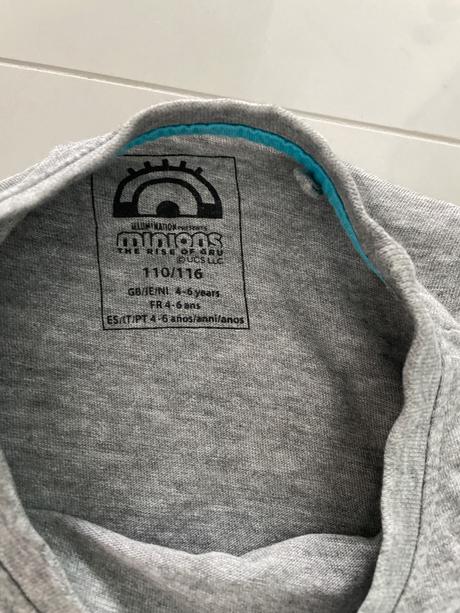 ILLUMINATION PRESENTS
minions
THE RISE OF GRU
© UCS LLC
110/116
GB/IE/NI 4-6 years
FR 4-6 ans
ES/IT/PT 4-6 años/anni/anos